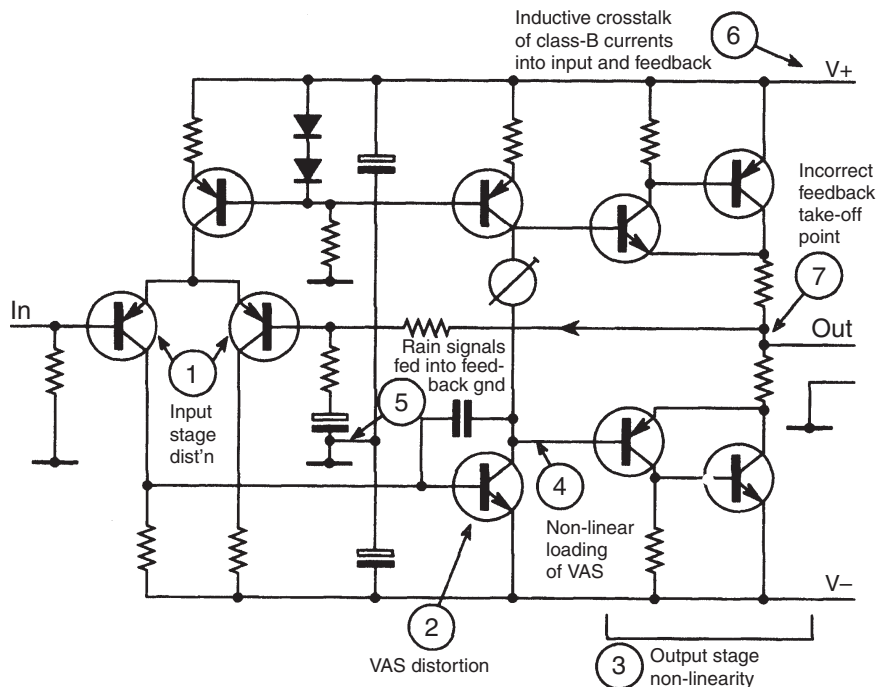 Inductive crosstalk
of class-B currents
into input and feedback
6
V+
Incorrect
feedback
take-off
point
7
In
Out
Rain signals
fed into feed-
back gnd
1
Input
stage
dist'n
5
4
Non-linear
loading
of VAS
2
VAS distortion
V–
3
Output stage
non-linearity